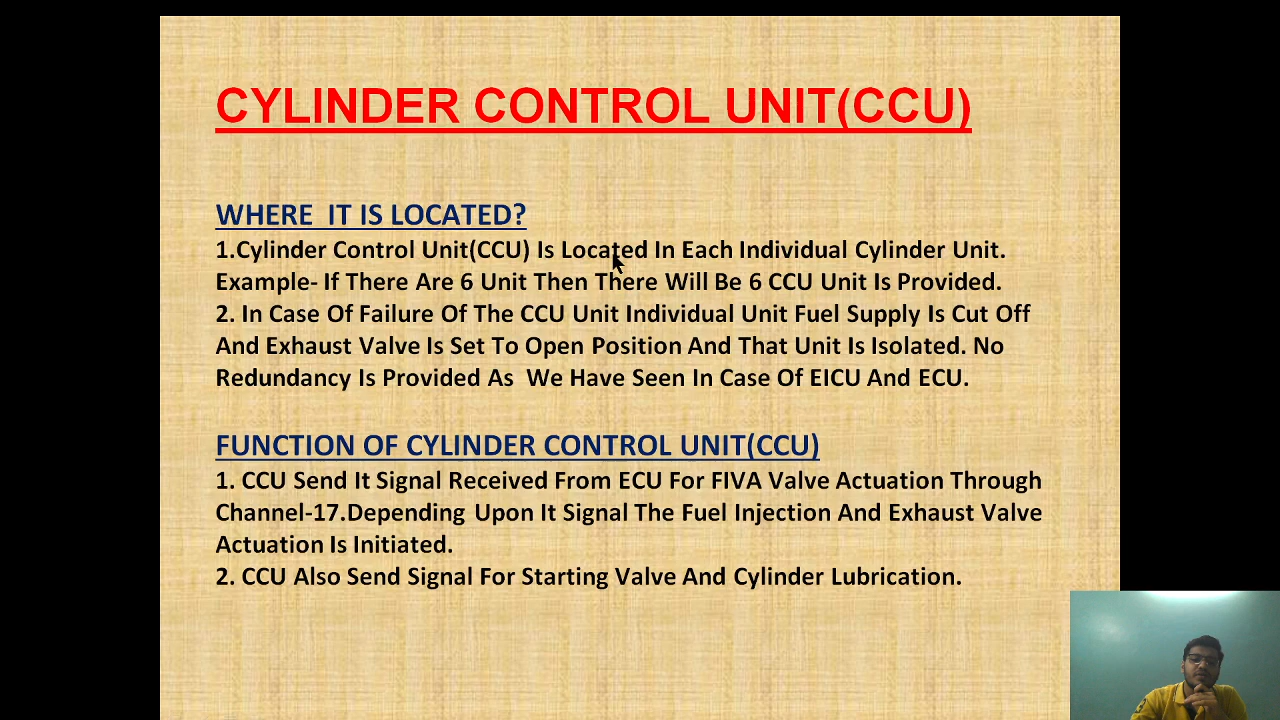 CYLINDER CONTROL UNIT(CCU)
WHERE IT IS LOCATED?
1.Cylinder Control Unit(CCU) Is Located In Each Individual Cylinder Unit.
Example- If There Are 6 Unit Then There Will Be 6 CCU Unit Is Provided.
2. In Case Of Failure Of The CCU Unit Individual Unit Fuel Supply Is Cut Off
And Exhaust Valve Is Set To Open Position And That Unit Is Isolated. No
Redundancy Is Provided As We Have Seen In Case Of EICU And ECU.
FUNCTION OF CYLINDER CONTROL UNIT(CCU)
1. CCU Send It Signal Received From ECU For FIVA Valve Actuation Through
Channel-17.Depending Upon It Signal The Fuel Injection And Exhaust Valve
Actuation Is Initiated.
2. CCU Also Send Signal For Starting Valve And Cylinder Lubrication.